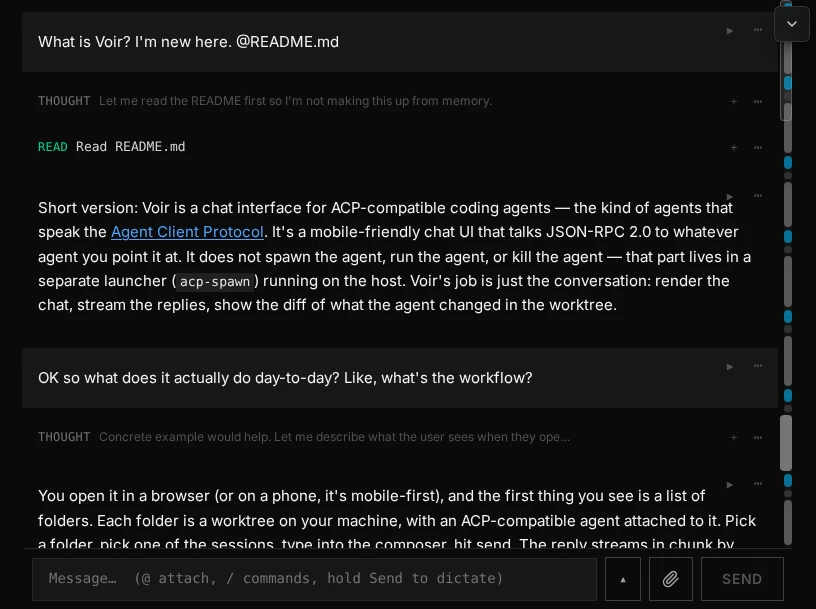 What is Voir? I'm new here. @README.md
THOUGHT Let me read the README first so I'm not making this up from memory.
READ Read README.md
Short version: Voir is a chat interface for ACP-compatible coding agents — the kind of agents that
speak the Agent Client Protocol. It's a mobile-friendly chat UI that talks JSON-RPC 2.0 to whatever
agent you point it at. It does not spawn the agent, run the agent, or kill the agent — that part lives in a
separate launcher (acp-spawn) running on the host. Voir's job is just the conversation: render the
chat, stream the replies, show the diff of what the agent changed in the worktree.
OK so what does it actually do day-to-day? Like, what's the workflow?
THOUGHT Concrete example would help. Let me describe what the user sees when they ope...
You open it in a browser (or on a phone, it's mobile-first), and the first thing you see is a list of
folders. Each folder is a worktree on your machine, with an ACP-compatible agent attached to it. Pick
a folder, pick one of the sessions, type into the composer, hit send. The reply streams in chunk by
Message… (@ attach, / commands, hold Send to dictate)
SEND